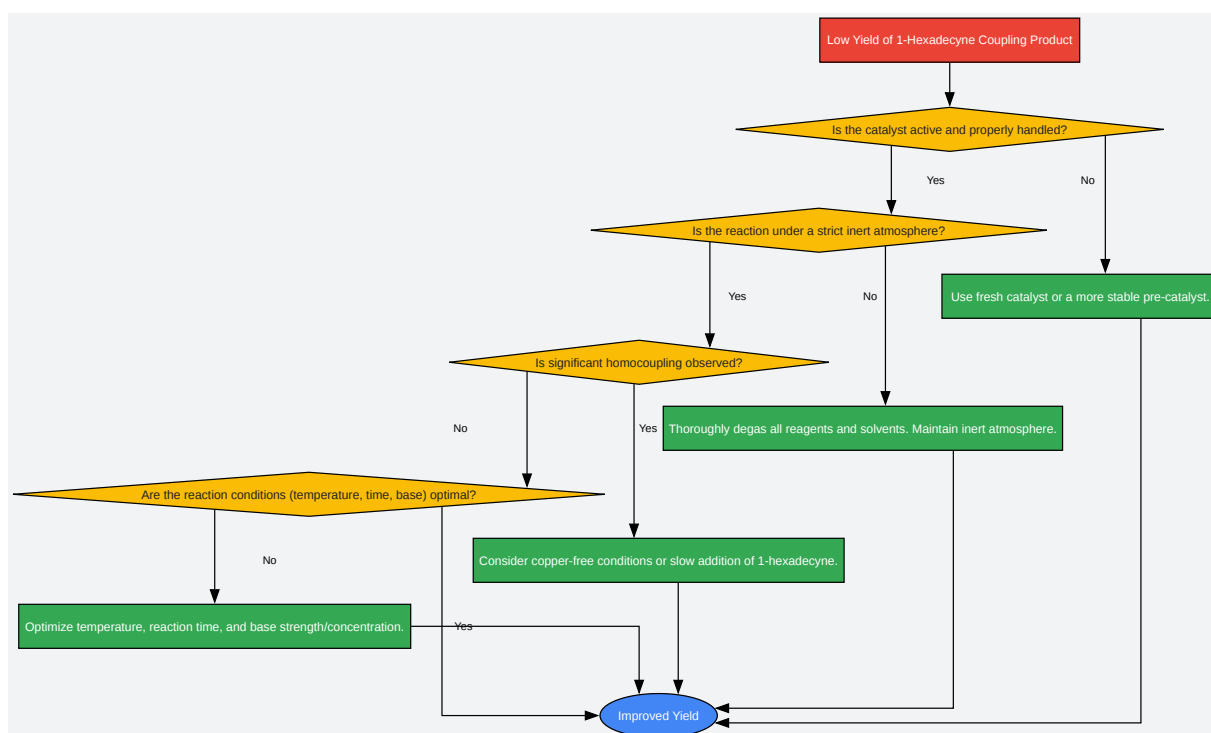 Low Yield of 1-Hexadecyne Coupling Product
Is the catalyst active and properly handled?
Yes
No
Is the reaction under a strict inert atmosphere?
Yes
No
Use fresh catalyst or a more stable pre-catalyst.
Is significant homocoupling observed?
No
Yes
Thoroughly degas all reagents and solvents. Maintain inert atmosphere.
Are the reaction conditions (temperature, time, base) optimal?
No
Consider copper-free conditions or slow addition of 1-hexadecyne.
Optimize temperature, reaction time, and base strength/concentration.
Yes
Improved Yield